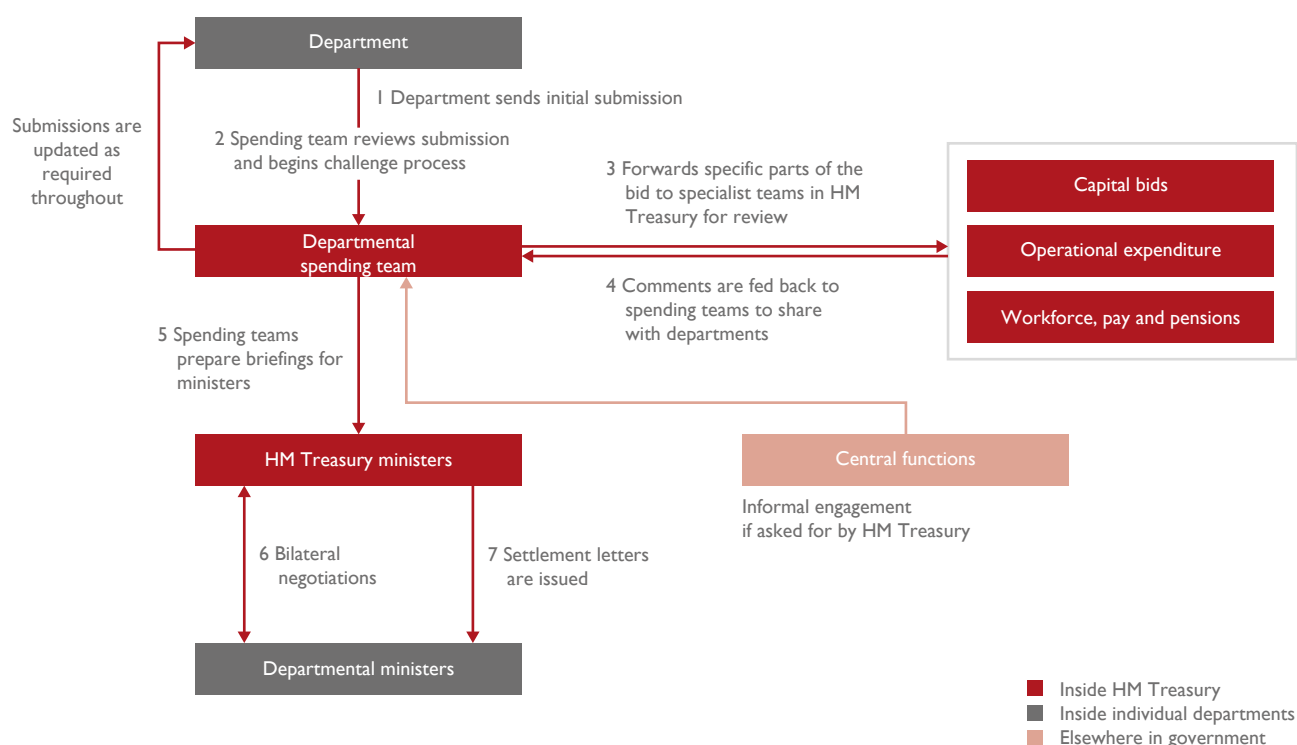 Department
1 Department sends initial submission
Submissions are
updated as
required
throughout
2 Spending team reviews submission
and begins challenge process
3 Forwards specific parts of the
bid to specialist teams in HM
Treasury for review
Capital bids
Operational expenditure
Workforce, pay and pensions
Departmental
spending team
4 Comments are fed back to
spending teams to share
with departments
5 Spending teams
prepare briefings for
ministers
HM Treasury ministers
Central functions
Informal engagement
if asked for by HM Treasury
6 Bilateral
negotiations
7 Settlement letters
are issued
Departmental ministers
Inside HM Treasury
Inside individual departments
Elsewhere in government